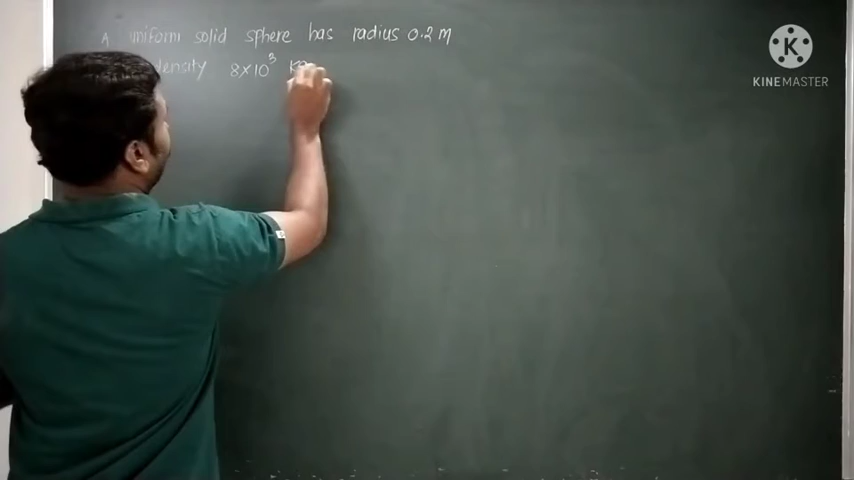 A uniform solid sphere has radius 0.2 m
density 8×10³
K
KINEMASTER